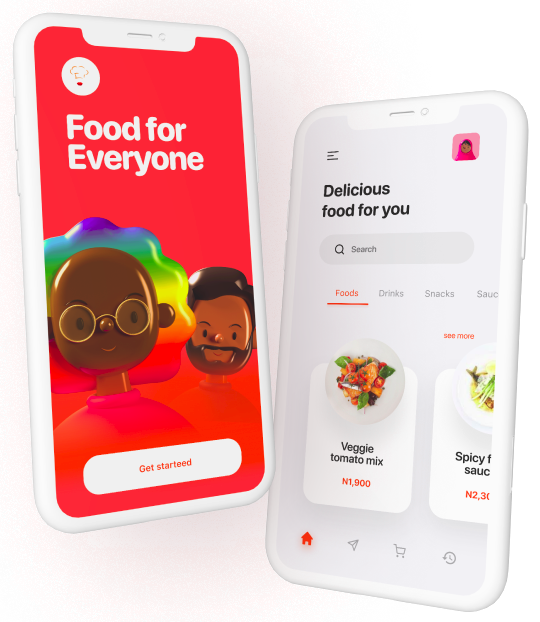 Food for
Everyone
Get starteed
Delicious
food for you
Search
Foods Drinks Snacks Sauc
see more
Veggie
tomato mix
N1,900
Spicy f
sauc
N2,30